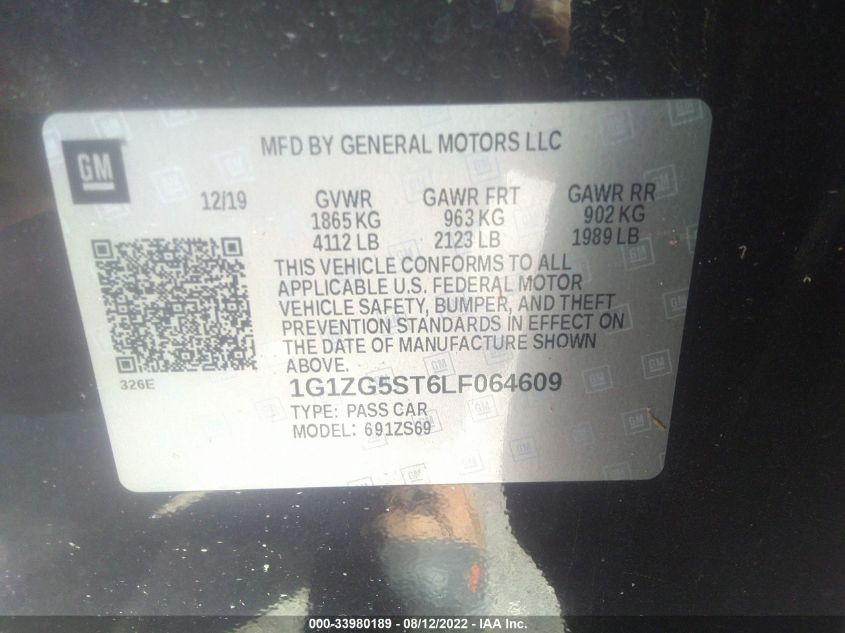 GM
MFD BY GENERAL MOTORS LLC
12/19 GVWR GAWR FRT GAWR RR
1865 KG 963 KG 902 KG
4112 LB 2123 LB 1989 LB
THIS VEHICLE CONFORMS TO ALL
APPLICABLE U.S. FEDERAL MOTOR
VEHICLE SAFETY, BUMPER, AND THEFT
PREVENTION STANDARDS IN EFFECT ON
THE DATE OF MANUFACTURE SHOWN
ABOVE.
326E
1G1ZG5ST6LF064609
TYPE: PASS CAR
MODEL: 691ZS69
000-33980189 - 08/12/2022 - IAA Inc.